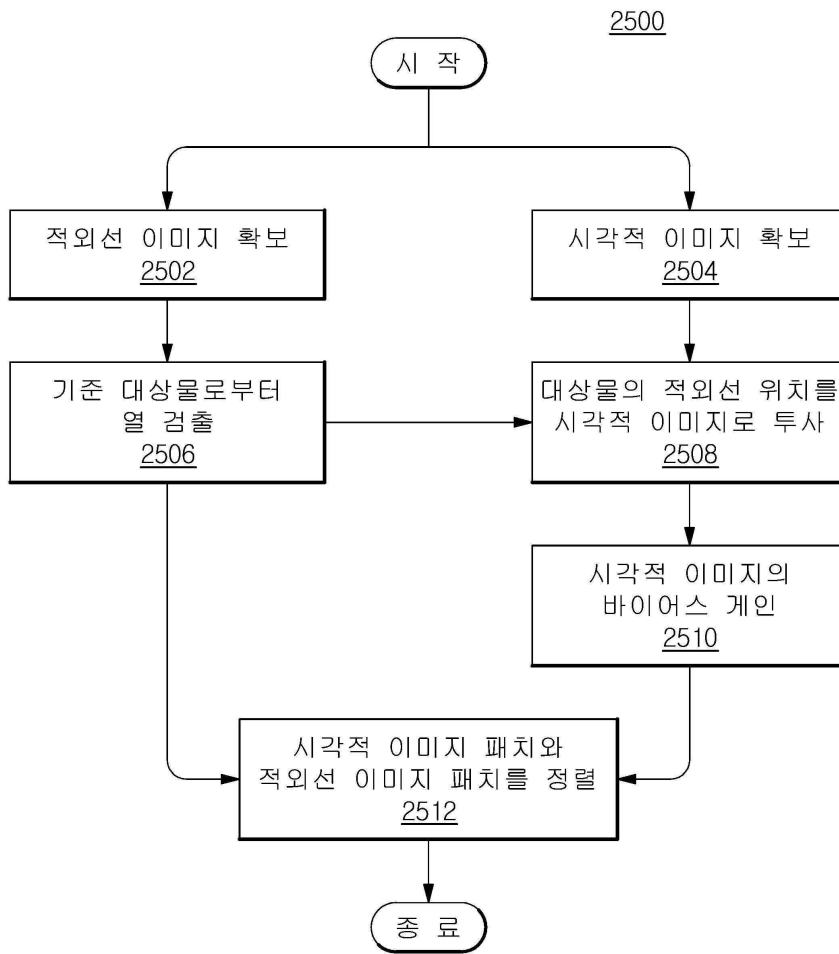 2500
시 작
적외선 이미지 확보
2502
시각적 이미지 확보
2504
기준 대상물로부터
열 검출
2506
대상물의 적외선 위치를
시각적 이미지로 투사
2508
시각적 이미지의
바이어스 게인
2510
시각적 이미지 패치와
적외선 이미지 패치를 정렬
2512
종 료